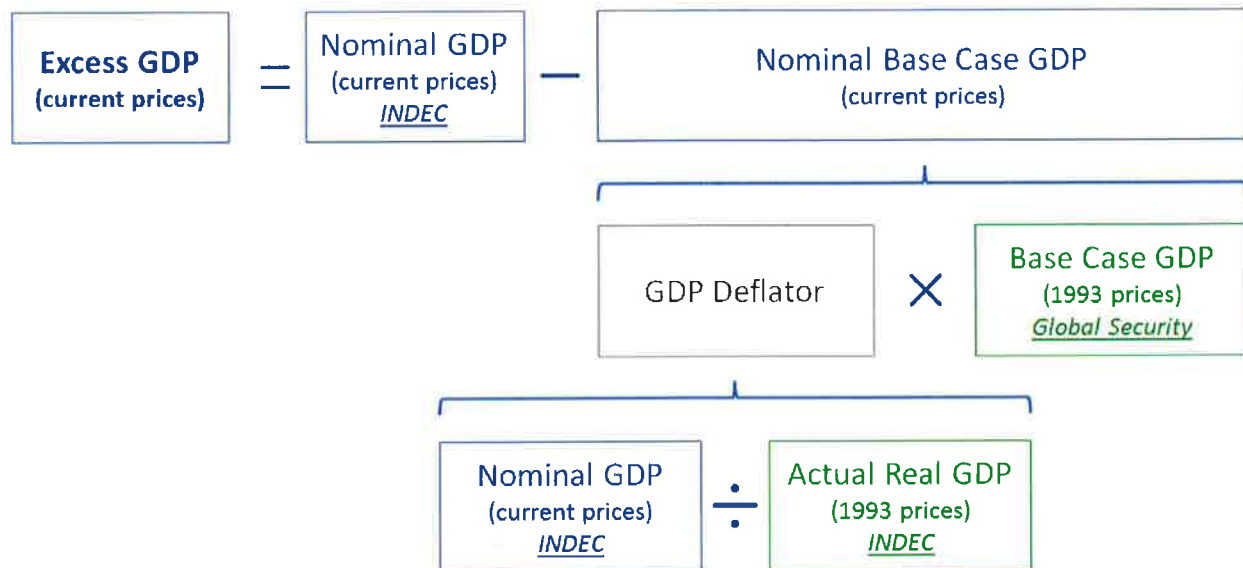 Excess GDP
(current prices)
=
Nominal GDP
(current prices)
INDEC
−
Nominal Base Case GDP
(current prices)
GDP Deflator
×
Base Case GDP
(1993 prices)
Global Security
Nominal GDP
(current prices)
INDEC
÷
Actual Real GDP
(1993 prices)
INDEC